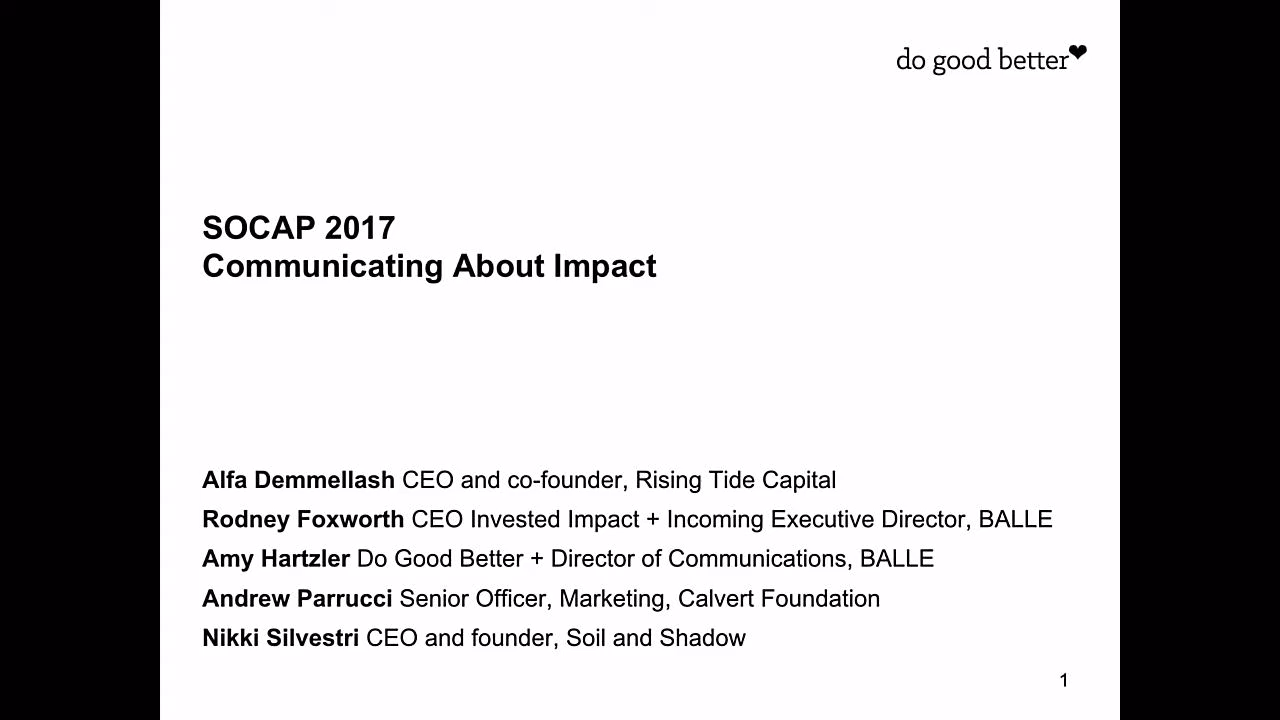 do good better❤
SOCAP 2017
Communicating About Impact
Alfa Demmellash CEO and co-founder, Rising Tide Capital
Rodney Foxworth CEO Invested Impact + Incoming Executive Director, BALLE
Amy Hartzler Do Good Better + Director of Communications, BALLE
Andrew Parrucci Senior Officer, Marketing, Calvert Foundation
Nikki Silvestri CEO and founder, Soil and Shadow
1